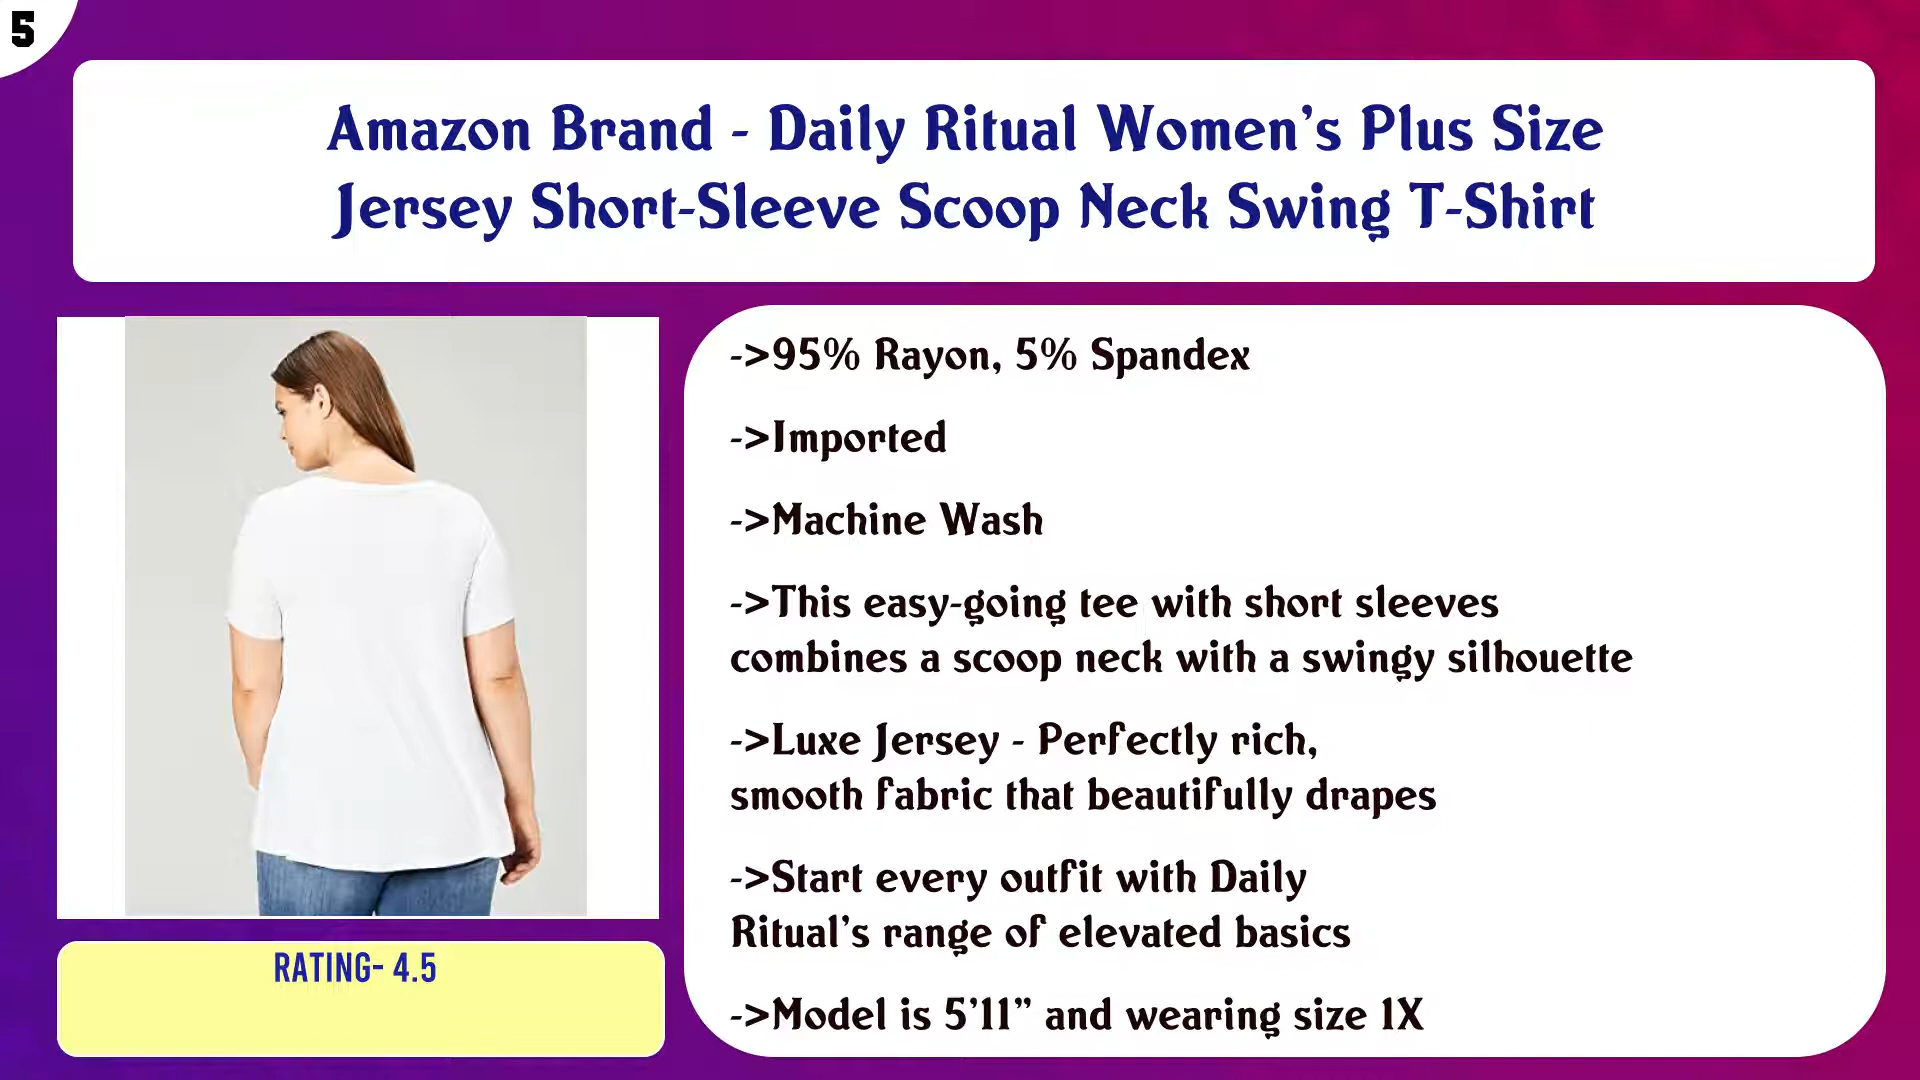 5
Amazon Brand - Daily Ritual Women's Plus Size
Jersey Short-Sleeve Scoop Neck Swing T-Shirt
->95% Rayon, 5% Spandex
->Imported
->Machine Wash
->This easy-going tee with short sleeves
combines a scoop neck with a swingy silhouette
->Luxe Jersey - Perfectly rich,
smooth fabric that beautifully drapes
->Start every outfit with Daily
Ritual's range of elevated basics
->Model is 5'11” and wearing size 1X
RATING- 4.5